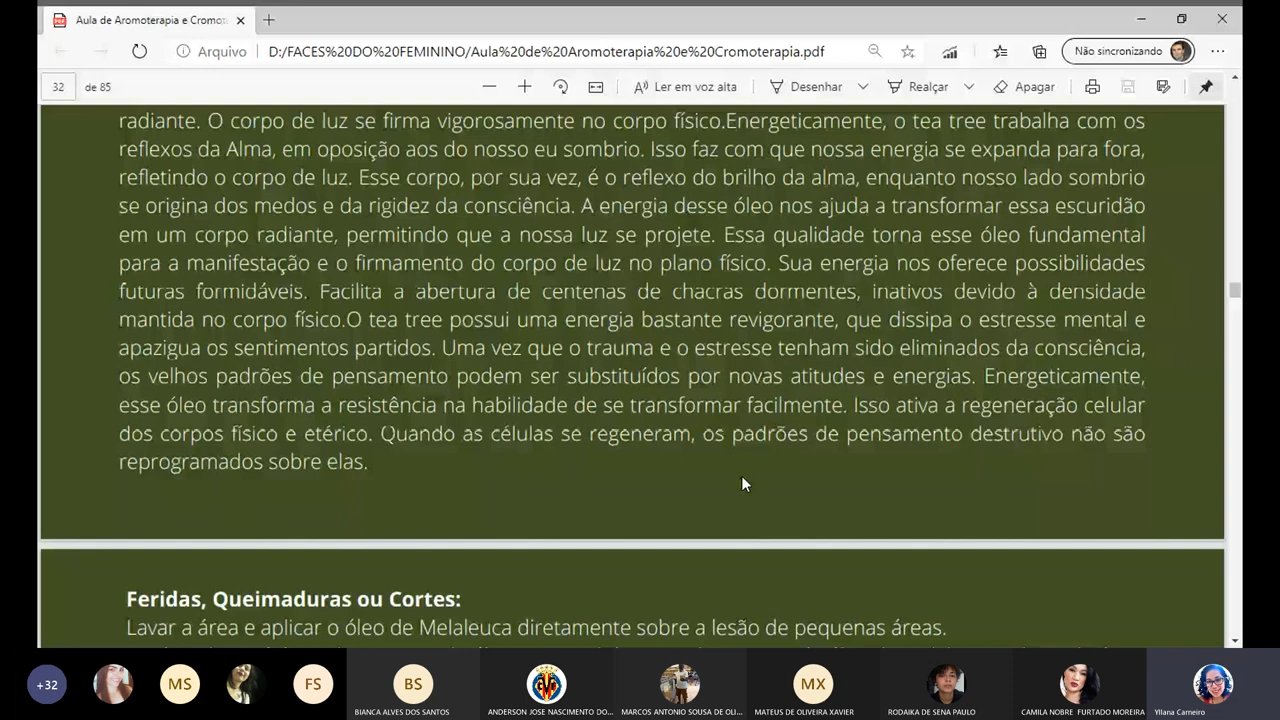 Aula de Aromoterapia e Cromot
Arquivo
D:/FACES%20DO%20FEMININO/Aula%20de%20Aromoterapia%20e%20Cromoterapia.pdf
Não sincronizando
32 de 85
Ler em voz alta
Desenhar
Realçar
Apagar
radiante. O corpo de luz se firma vigorosamente no corpo físico.Energeticamente, o tea tree trabalha com os
reflexos da Alma, em oposição aos do nosso eu sombrio. Isso faz com que nossa energia se expanda para fora,
refletindo o corpo de luz. Esse corpo, por sua vez, é o reflexo do brilho da alma, enquanto nosso lado sombrio
se origina dos medos e da rigidez da consciência. A energia desse óleo nos ajuda a transformar essa escuridão
em um corpo radiante, permitindo que a nossa luz se projete. Essa qualidade torna esse óleo fundamental
para a manifestação e o firmamento do corpo de luz no plano físico. Sua energia nos oferece possibilidades
futuras formidáveis. Facilita a abertura de centenas de chacras dormentes, inativos devido à densidade
mantida no corpo físico.O tea tree possui uma energia bastante revigorante, que dissipa o estresse mental e
apazigua os sentimentos partidos. Uma vez que o trauma e o estresse tenham sido eliminados da consciência,
os velhos padrões de pensamento podem ser substituídos por novas atitudes e energias. Energeticamente,
esse óleo transforma a resistência na habilidade de se transformar facilmente. Isso ativa a regeneração celular
dos corpos físico e etérico. Quando as células se regeneram, os padrões de pensamento destrutivo não são
reprogramados sobre elas.
Feridas, Queimaduras ou Cortes:
Lavar a área e aplicar o óleo de Melaleuca diretamente sobre a lesão de pequenas áreas.
+32
MS
FS
BS
MX
BIANCA ALVES DOS SANTOS
ANDERSON JOSE NASCIMENTO DO...
MARCOS ANTONIO SOUSA DE OLI...
MATEUS DE OLIVEIRA XAVIER
RODAIKA DE SENA PAULO
CAMILA NOBRE FURTADO MOREIRA
Yllana Carneiro